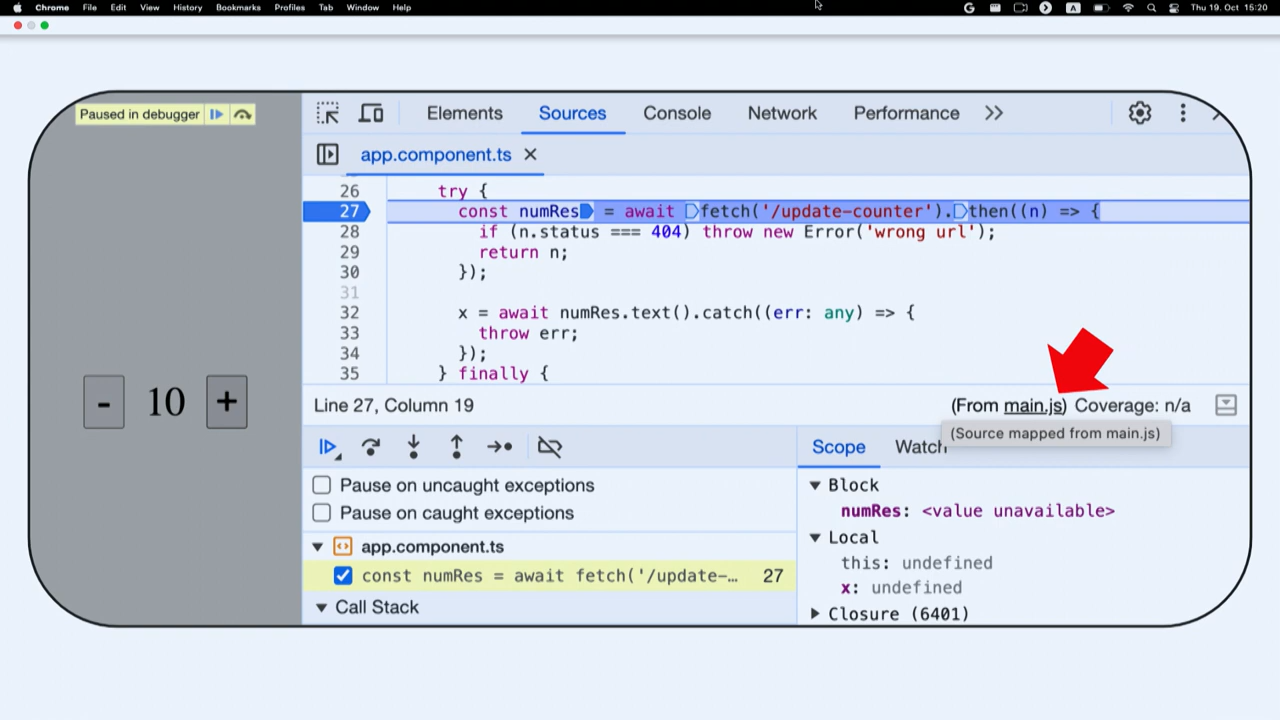 Chrome File Edit View History Bookmarks Profiles Tab Window Help
G A Thu 19. Oct 15:20
Paused in debugger
Elements Sources Console Network Performance
app.component.ts
26 try {
27 const numRes = await fetch('/update-counter').then((n) => {
28 if (n.status === 404) throw new Error('wrong url');
29 return n;
30 });
31
32 x = await numRes.text().catch((err: any) => {
33 throw err;
34 });
35 } finally {
- 10 +
Line 27, Column 19 (From main.js) Coverage: n/a
(Source mapped from main.js)
Scope Watch
Pause on uncaught exceptions
Pause on caught exceptions
app.component.ts
const numRes = await fetch('/update-… 27
Call Stack
Block
numRes: <value unavailable>
Local
this: undefined
x: undefined
Closure (6401)